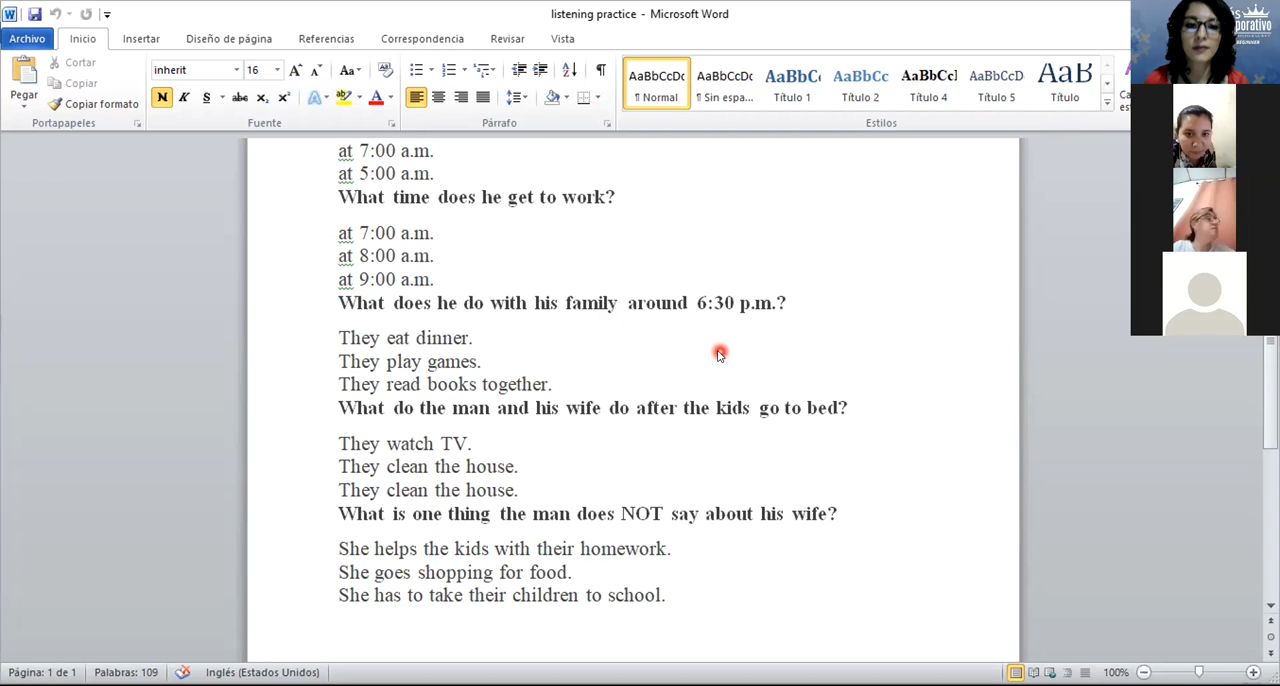 listening practice - Microsoft Word
Archivo Inicio Insertar Diseño de página Referencias Correspondencia Revisar Vista
Pegar
Cortar
Copiar
Copiar formato
Portapapeles
inherit 16
N K S abc x₂ x²
Fuente
Párrafo
AaBbCcDc AaBbCcDc AaBbC AaBbCc AaBbCcl AaBbCcD AaB
¶ Normal ¶ Sin espa... Título 1 Título 2 Título 4 Título 5 Título
Estilos
BEGINNER
at 7:00 a.m.
at 5:00 a.m.
What time does he get to work?
at 7:00 a.m.
at 8:00 a.m.
at 9:00 a.m.
What does he do with his family around 6:30 p.m.?
They eat dinner.
They play games.
They read books together.
What do the man and his wife do after the kids go to bed?
They watch TV.
They clean the house.
They clean the house.
What is one thing the man does NOT say about his wife?
She helps the kids with their homework.
She goes shopping for food.
She has to take their children to school.
Página: 1 de 1 Palabras: 109 Inglés (Estados Unidos) 100%